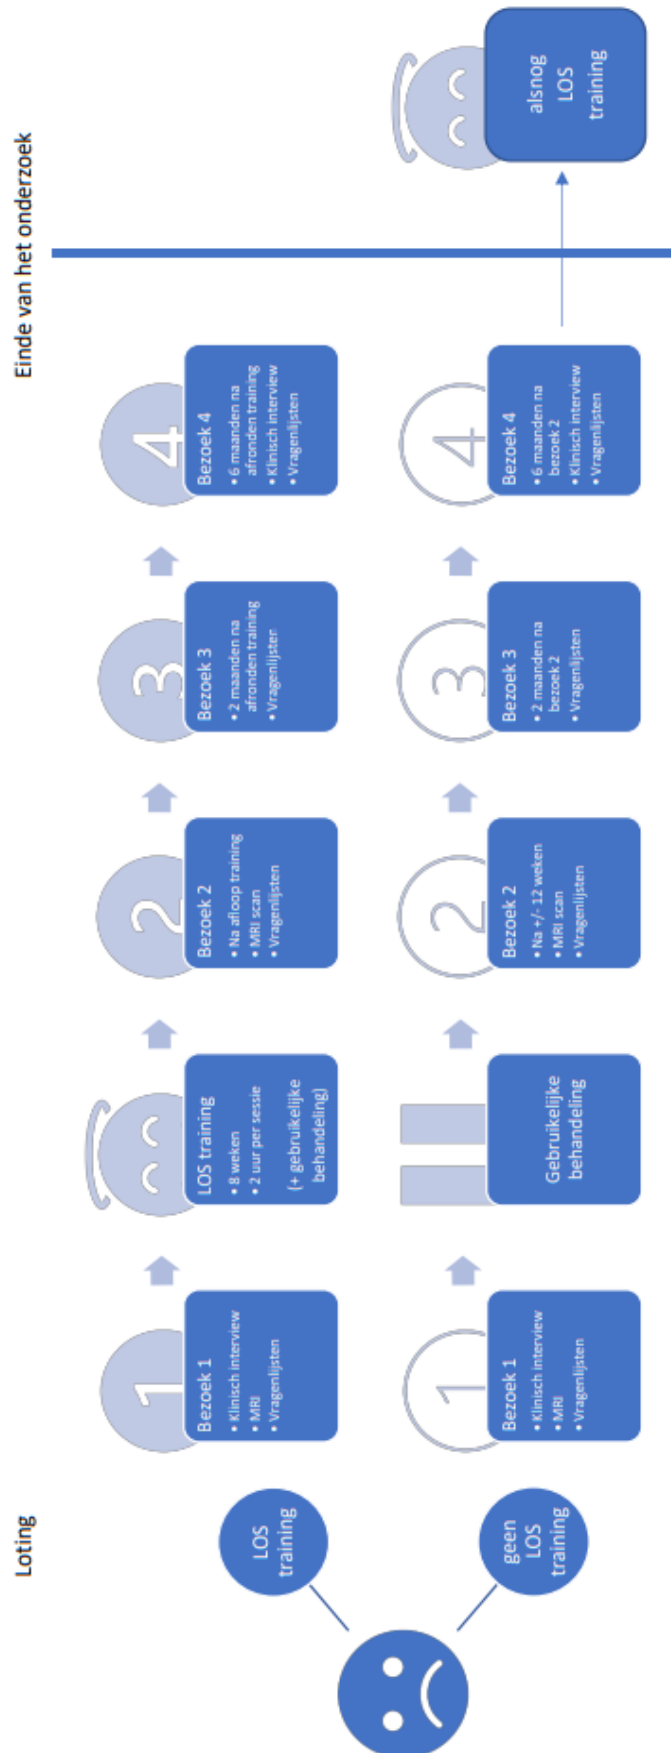 Loting
Einde van het onderzoek
LOS
training
1
Bezoek 1
• Klinisch interview
• MRI
• Vragenlijsten
LOS training
• 8 weken
• 2 uur per sessie
(+ gebruikelijke
behandeling)
2
Bezoek 2
• Na afloop training
• MRI scan
• Vragenlijsten
3
Bezoek 3
• 2 maanden na
afronden training
• Vragenlijsten
4
Bezoek 4
• 6 maanden na
afronden training
• Klinisch interview
• Vragenlijsten
geen
LOS
training
1
Bezoek 1
• Klinisch interview
• MRI
• Vragenlijsten
Gebruikelijke
behandeling
2
Bezoek 2
• Na +/- 12 weken
• MRI scan
• Vragenlijsten
3
Bezoek 3
• 2 maanden na
bezoek 2
• Vragenlijsten
4
Bezoek 4
• 6 maanden na
bezoek 2
• Klinisch interview
• Vragenlijsten
alsnog
LOS
training